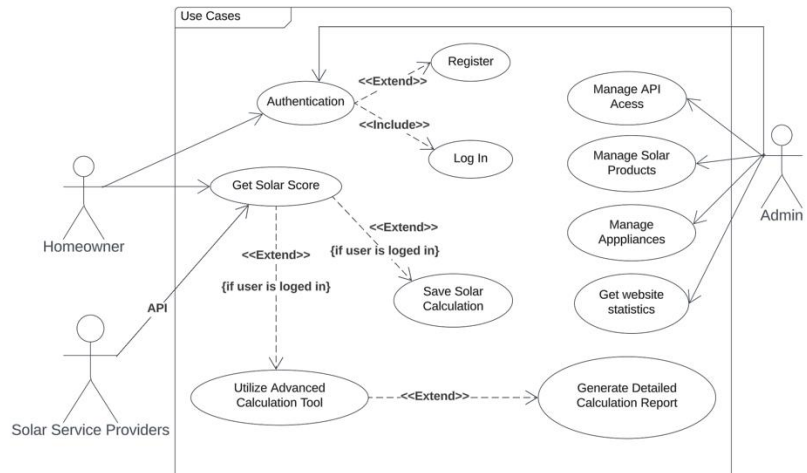 Use Cases
Register
<<Extend>>
Authentication
<<Include>>
Log In
Manage API
Acess
Manage Solar
Products
Admin
Get Solar Score
Homeowner
<<Extend>>
{if user is loged in}
<<Extend>>
{if user is loged in}
Manage
Apppliances
Save Solar
Calculation
Get website
statistics
API
Solar Service Providers
Utilize Advanced
Calculation Tool
<<Extend>>
Generate Detailed
Calculation Report